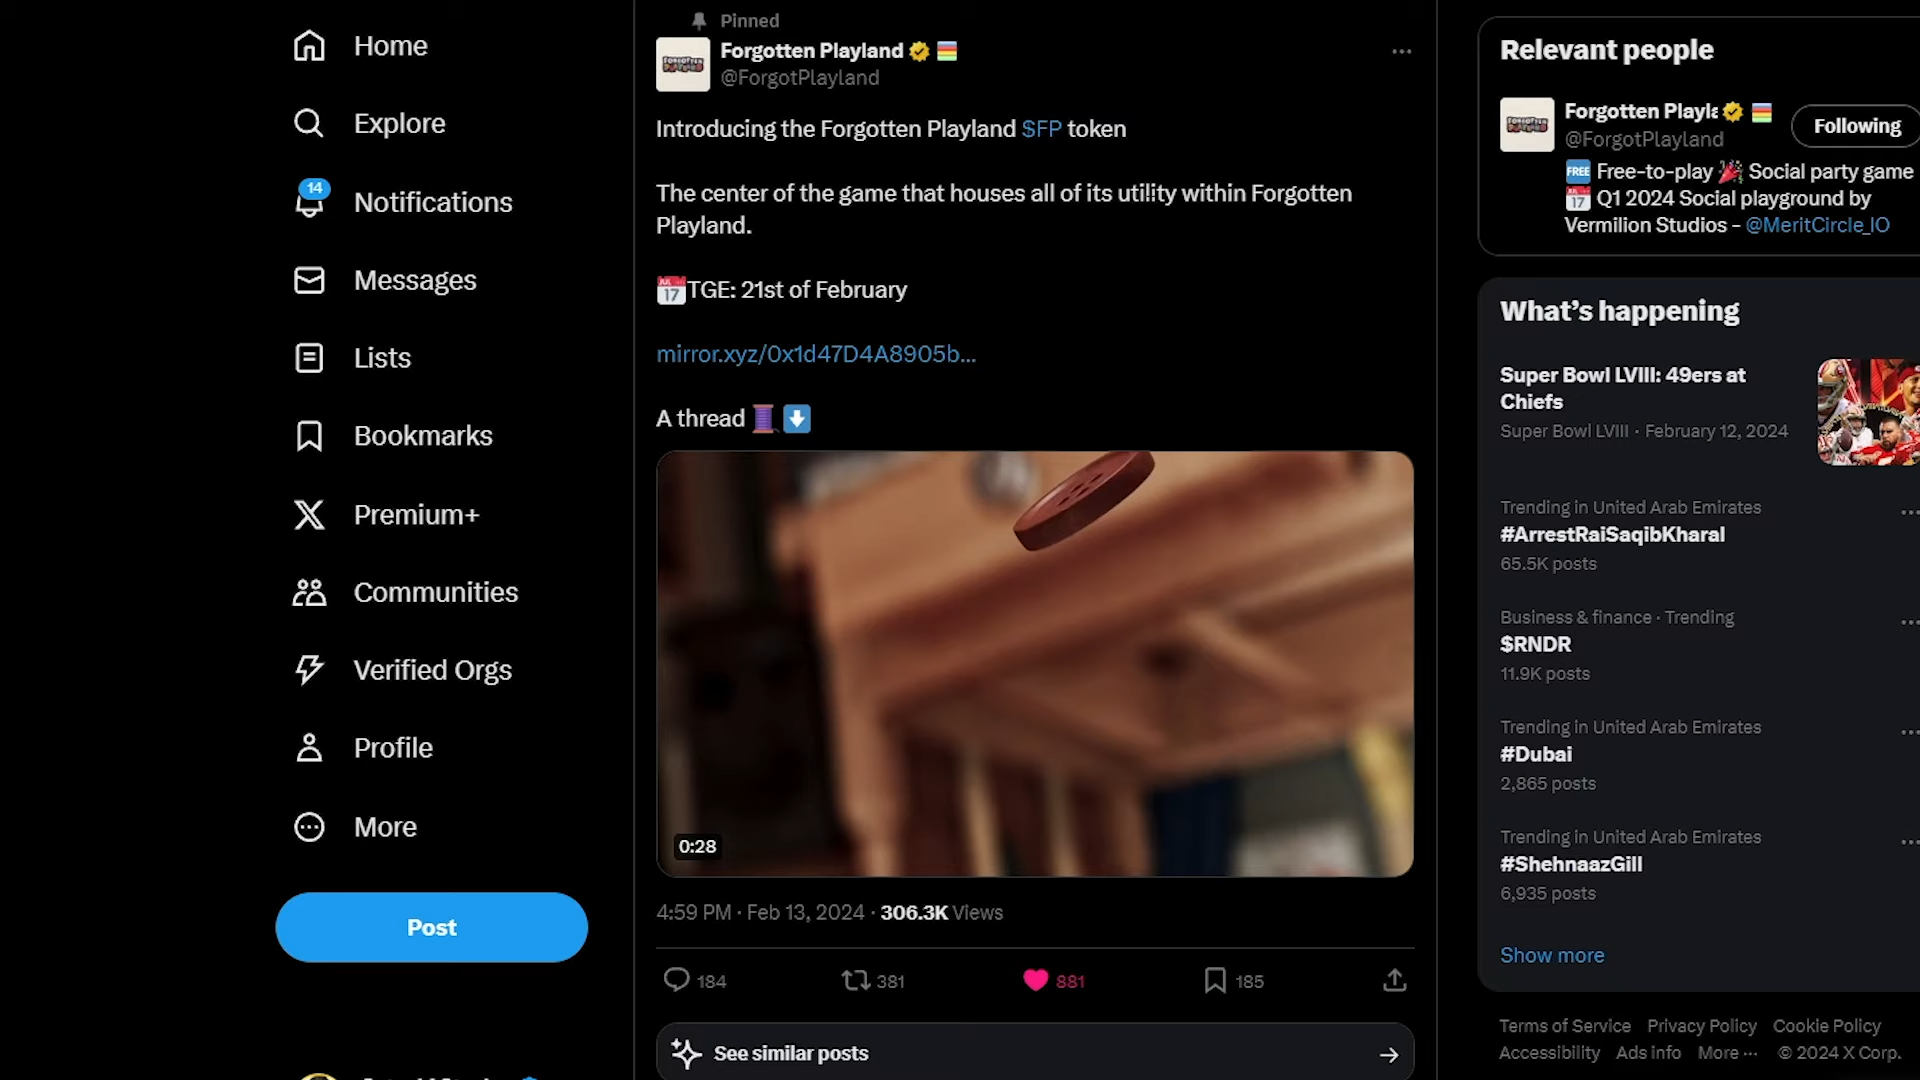 Home
Explore
14
Notifications
Messages
Lists
Bookmarks
Premium+
Communities
Verified Orgs
Profile
More
Post
Pinned
Forgotten Playland
@ForgotPlayland
Introducing the Forgotten Playland $FP token
The center of the game that houses all of its utility within Forgotten
Playland.
TGE: 21st of February
mirror.xyz/0x1d47D4A8905b...
A thread
0:28
4:59 PM · Feb 13, 2024 · 306.3K Views
184
381
881
185
See similar posts
Relevant people
Forgotten Playla
@ForgotPlayland
Following
FREE Free-to-play Social party game
JUL 17 Q1 2024 Social playground by
Vermilion Studios - @MeritCircle_IO
What's happening
Super Bowl LVIII: 49ers at
Chiefs
Super Bowl LVIII · February 12, 2024
Trending in United Arab Emirates
#ArrestRaiSaqibKharal
65.5K posts
Business & finance · Trending
$RNDR
11.9K posts
Trending in United Arab Emirates
#Dubai
2,865 posts
Trending in United Arab Emirates
#ShehnaazGill
6,935 posts
Show more
Terms of Service Privacy Policy Cookie Policy
Accessibility Ads info More ··· © 2024 X Corp.